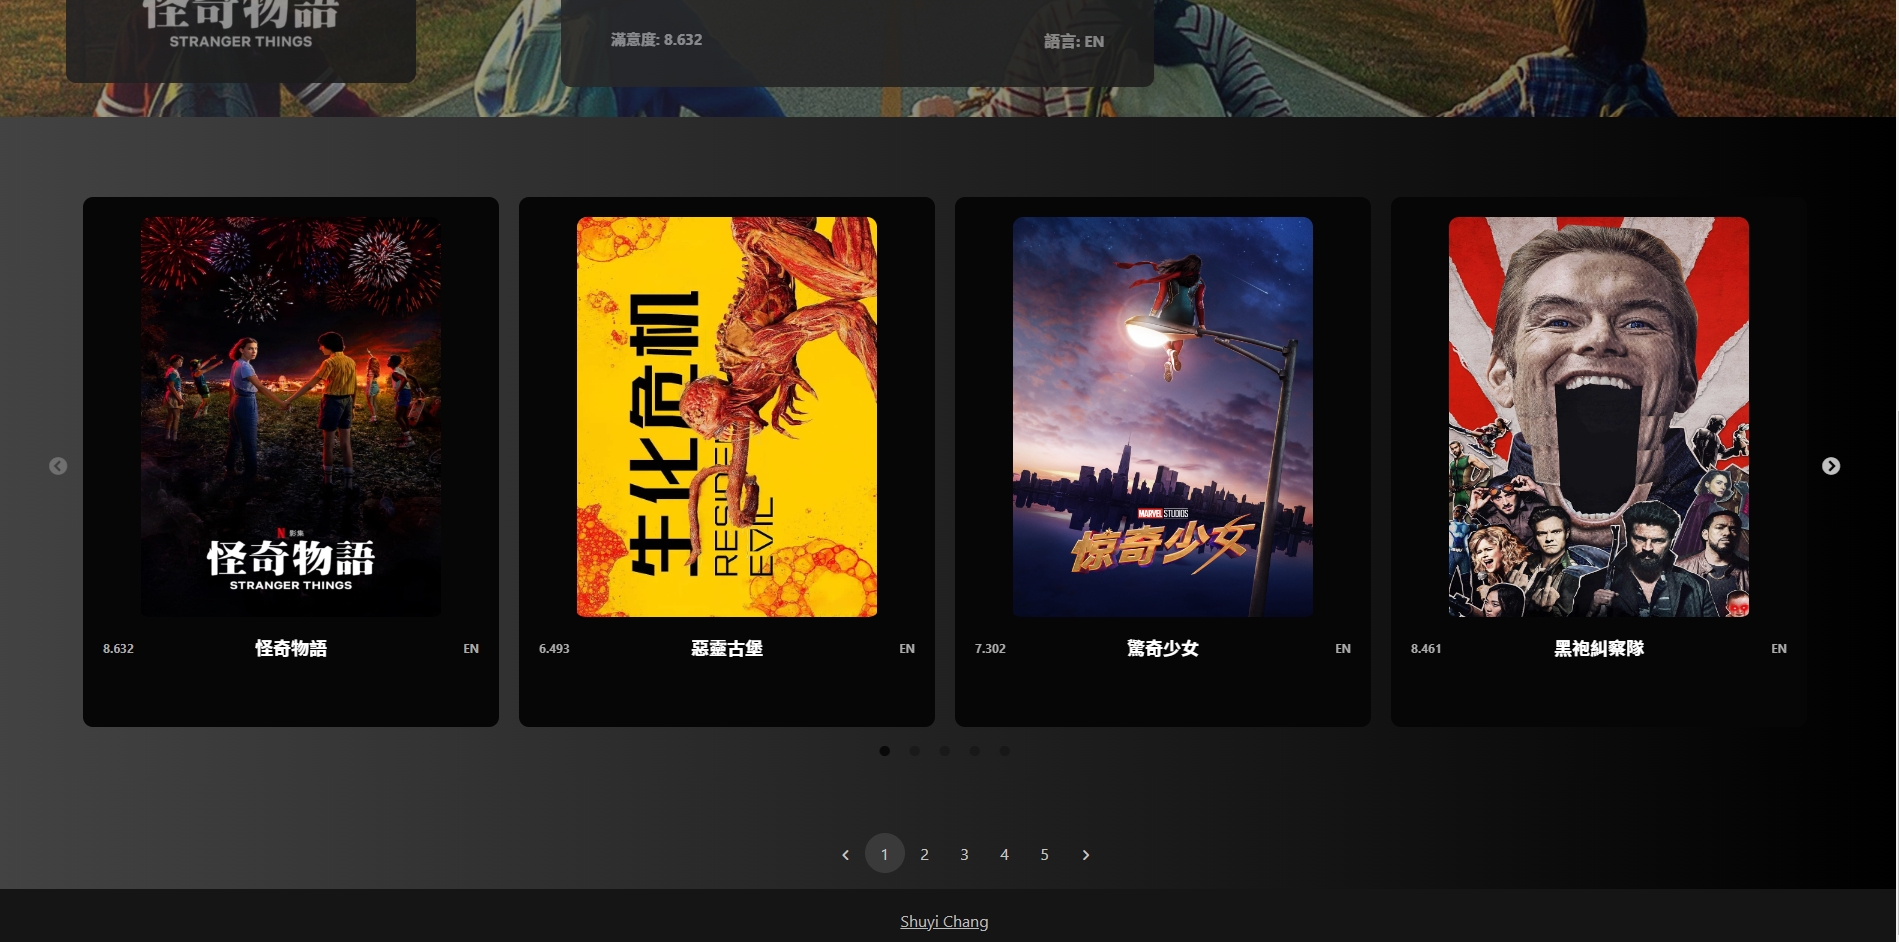 怪奇物語
STRANGER THINGS
滿意度: 8.632
語言: EN
N 影集
怪奇物語
STRANGER THINGS
8.632
怪奇物語
EN
生化危机
RESIDE
EVIL
6.493
惡靈古堡
EN
MARVEL STUDIOS
惊奇少女
7.302
驚奇少女
EN
8.461
黑袍糾察隊
EN
1
2
3
4
5
Shuyi Chang